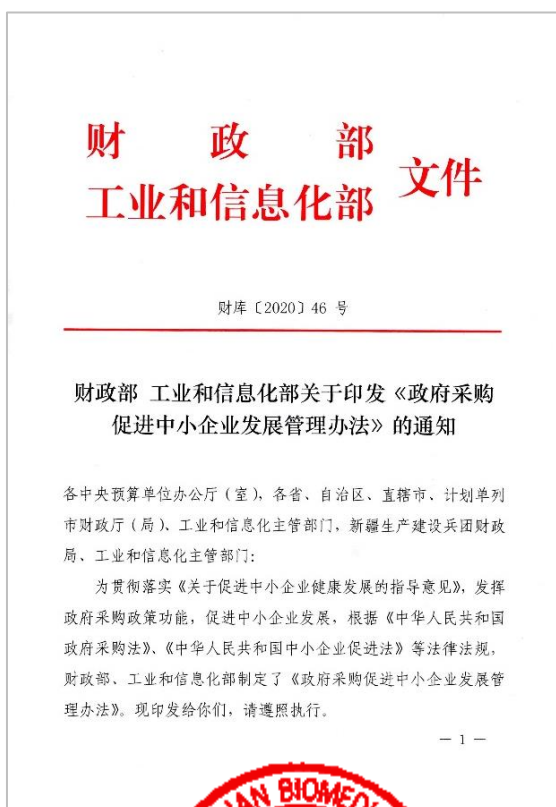 财政部
工业和信息化部
文件
财库〔2020〕46 号
财政部 工业和信息化部关于印发《政府采购
促进中小企业发展管理办法》的通知
各中央预算单位办公厅（室），各省、自治区、直辖市、计划单列
市财政厅（局）、工业和信息化主管部门，新疆生产建设兵团财政
局、工业和信息化主管部门：
为贯彻落实《关于促进中小企业健康发展的指导意见》，发挥
政府采购政策功能，促进中小企业发展，根据《中华人民共和国
政府采购法》、《中华人民共和国中小企业促进法》等法律法规，
财政部、工业和信息化部制定了《政府采购促进中小企业发展管
理办法》。现印发给你们，请遵照执行。
— 1 —